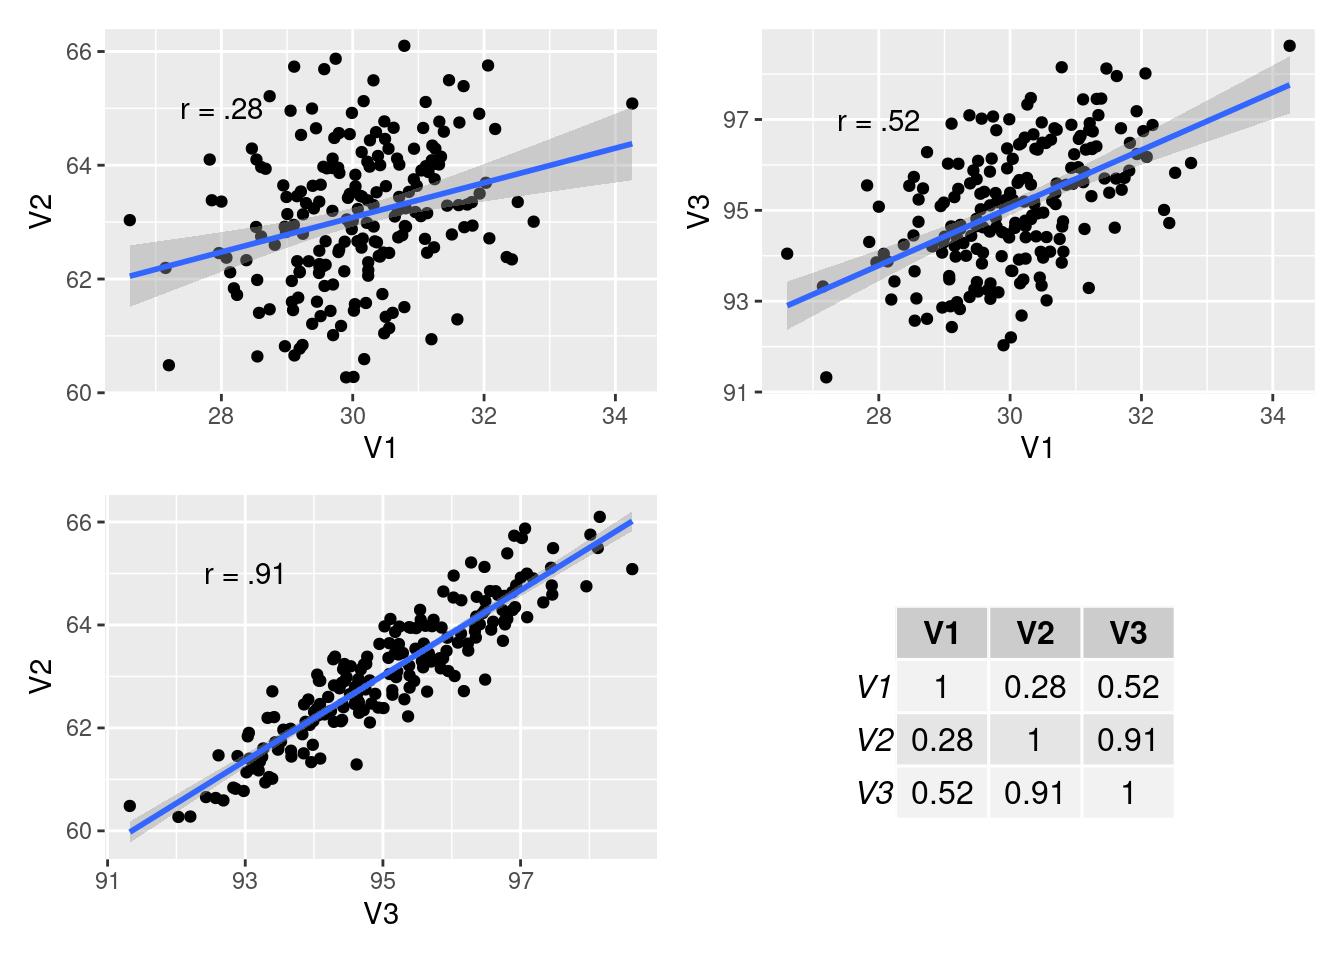 66
64
62
60
V2
r = .28
28
30
32
34
V1
97
95
93
91
V3
r = .52
28
30
32
34
V1
66
64
62
60
V2
r = .91
91
93
95
97
V3
V1 V2 V3
V1 1 0.28 0.52
V2 0.28 1 0.91
V3 0.52 0.91 1